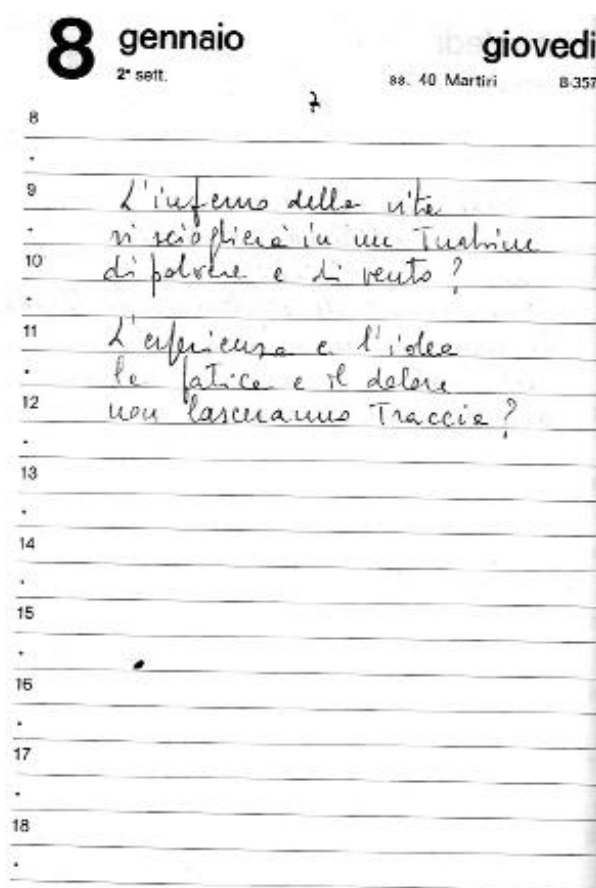 8 gennaio giovedi
2ª sett. ss. 40 Martiri 8-357
7
8
9 L'inferno della vita
si scioglierà in un Turbine
10 di polvere e di vento?
11 L'esperienza e l'idea
la fatica e il dolore
12 non lasceranno Traccia?
13
14
15
16
17
18